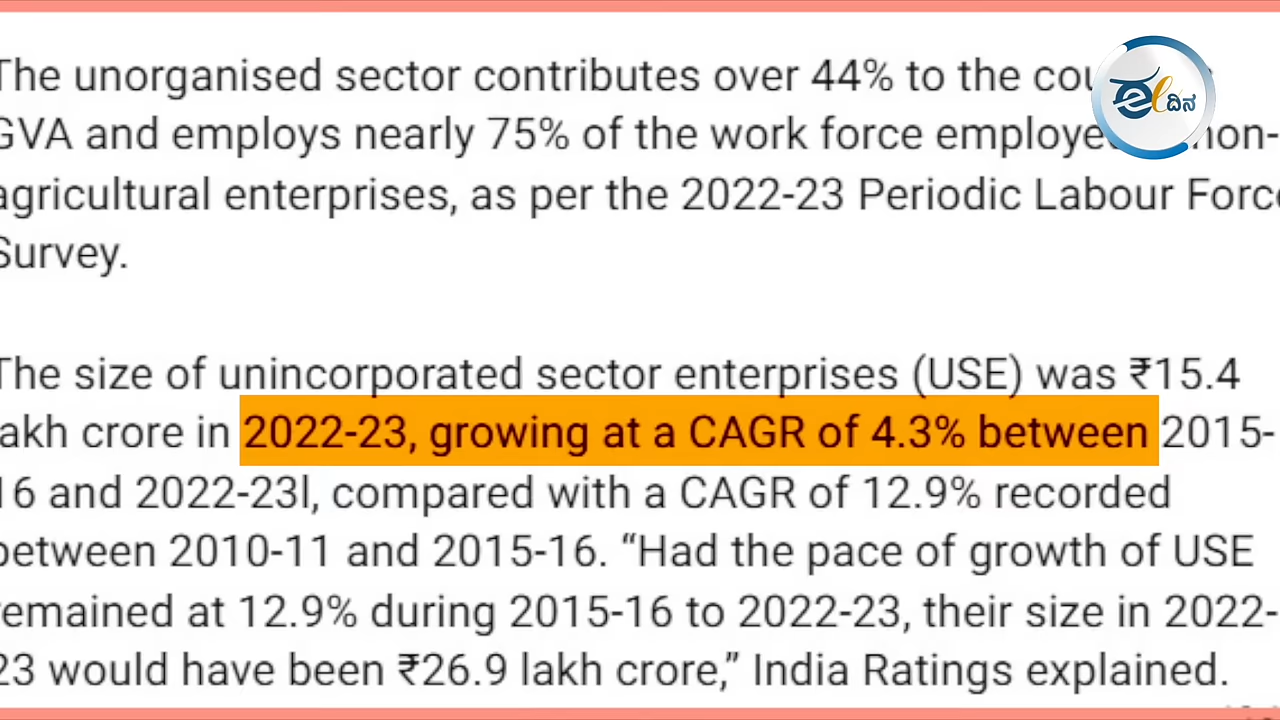 The unorganised sector contributes over 44% to the
GVA and employs nearly 75% of the work force employed non-
agricultural enterprises, as per the 2022-23 Periodic Labour Force
Survey.
The size of unincorporated sector enterprises (USE) was ₹15.4
lakh crore in 2022-23, growing at a CAGR of 4.3% between 2015-
16 and 2022-23l, compared with a CAGR of 12.9% recorded
between 2010-11 and 2015-16. “Had the pace of growth of USE
remained at 12.9% during 2015-16 to 2022-23, their size in 2022-
23 would have been ₹26.9 lakh crore,” India Ratings explained.
ದಿನ